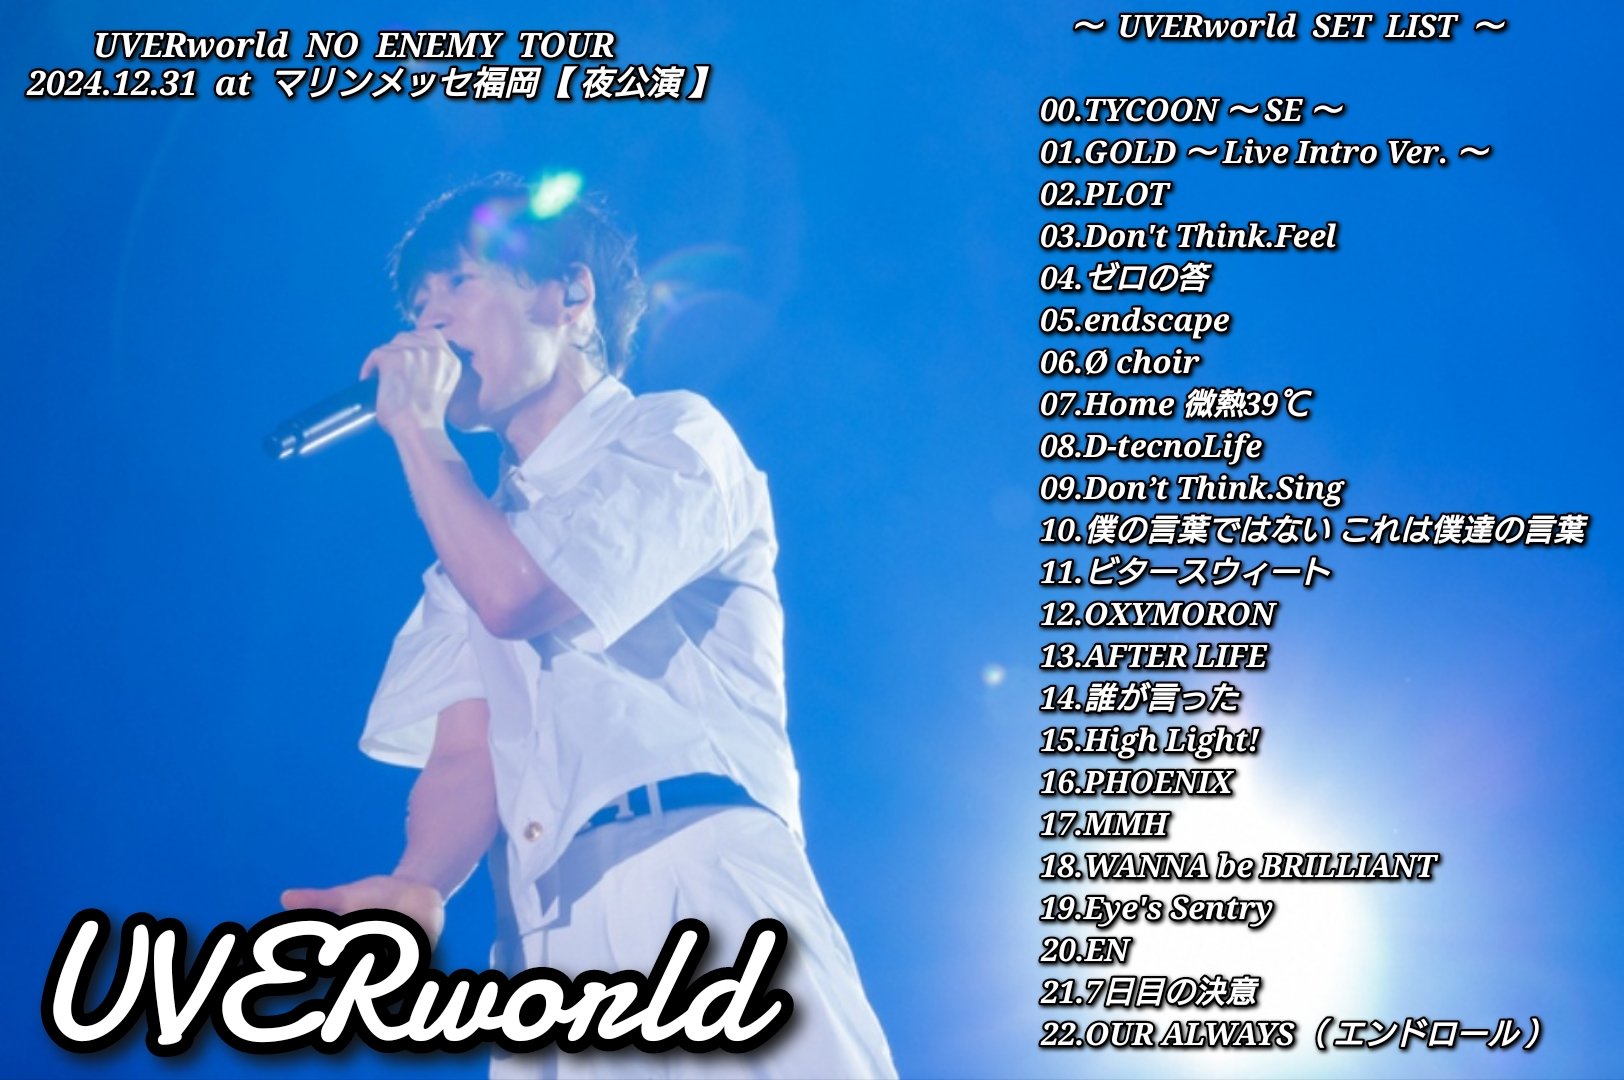 UVERworld NO ENEMY TOUR
2024.12.31 at マリンメッセ福岡【夜公演】
～ UVERworld SET LIST ～
00.TYCOON ～SE～
01.GOLD ～Live Intro Ver.～
02.PLOT
03.Don't Think.Feel
04.ゼロの答
05.endscape
06.Ø choir
07.Home 微熱39℃
08.D-tecnoLife
09.Don’t Think.Sing
10.僕の言葉ではない これは僕達の言葉
11.ビタースウィート
12.OXYMORON
13.AFTER LIFE
14.誰が言った
15.High Light!
16.PHOENIX
17.MMH
18.WANNA be BRILLIANT
19.Eye's Sentry
20.EN
21.7日目の決意
22.OUR ALWAYS（エンドロール）
UVERworld